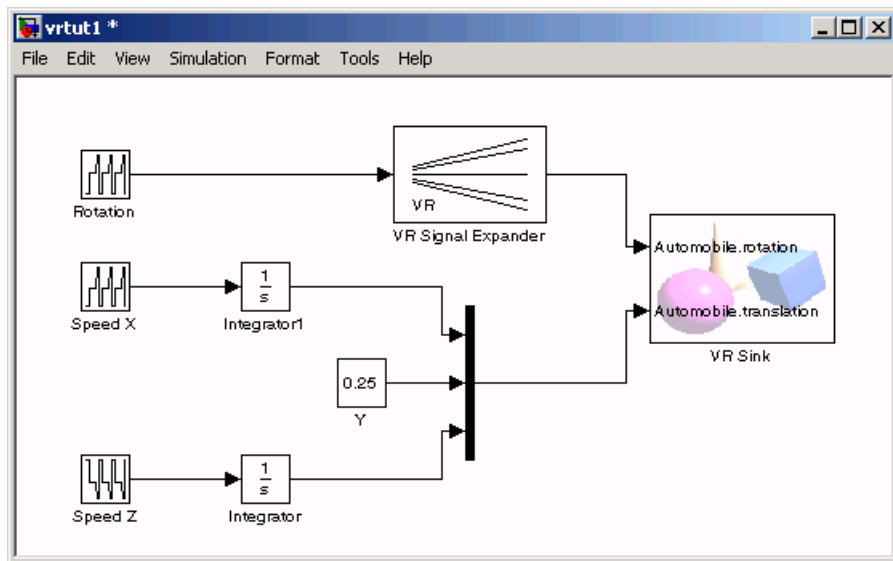 vrtut1 *
File Edit View Simulation Format Tools Help
Rotation
VR
VR Signal Expander
Automobile.rotation
Automobile.translation
VR Sink
Speed X
1
s
Integrator1
0.25
Y
Speed Z
1
s
Integrator